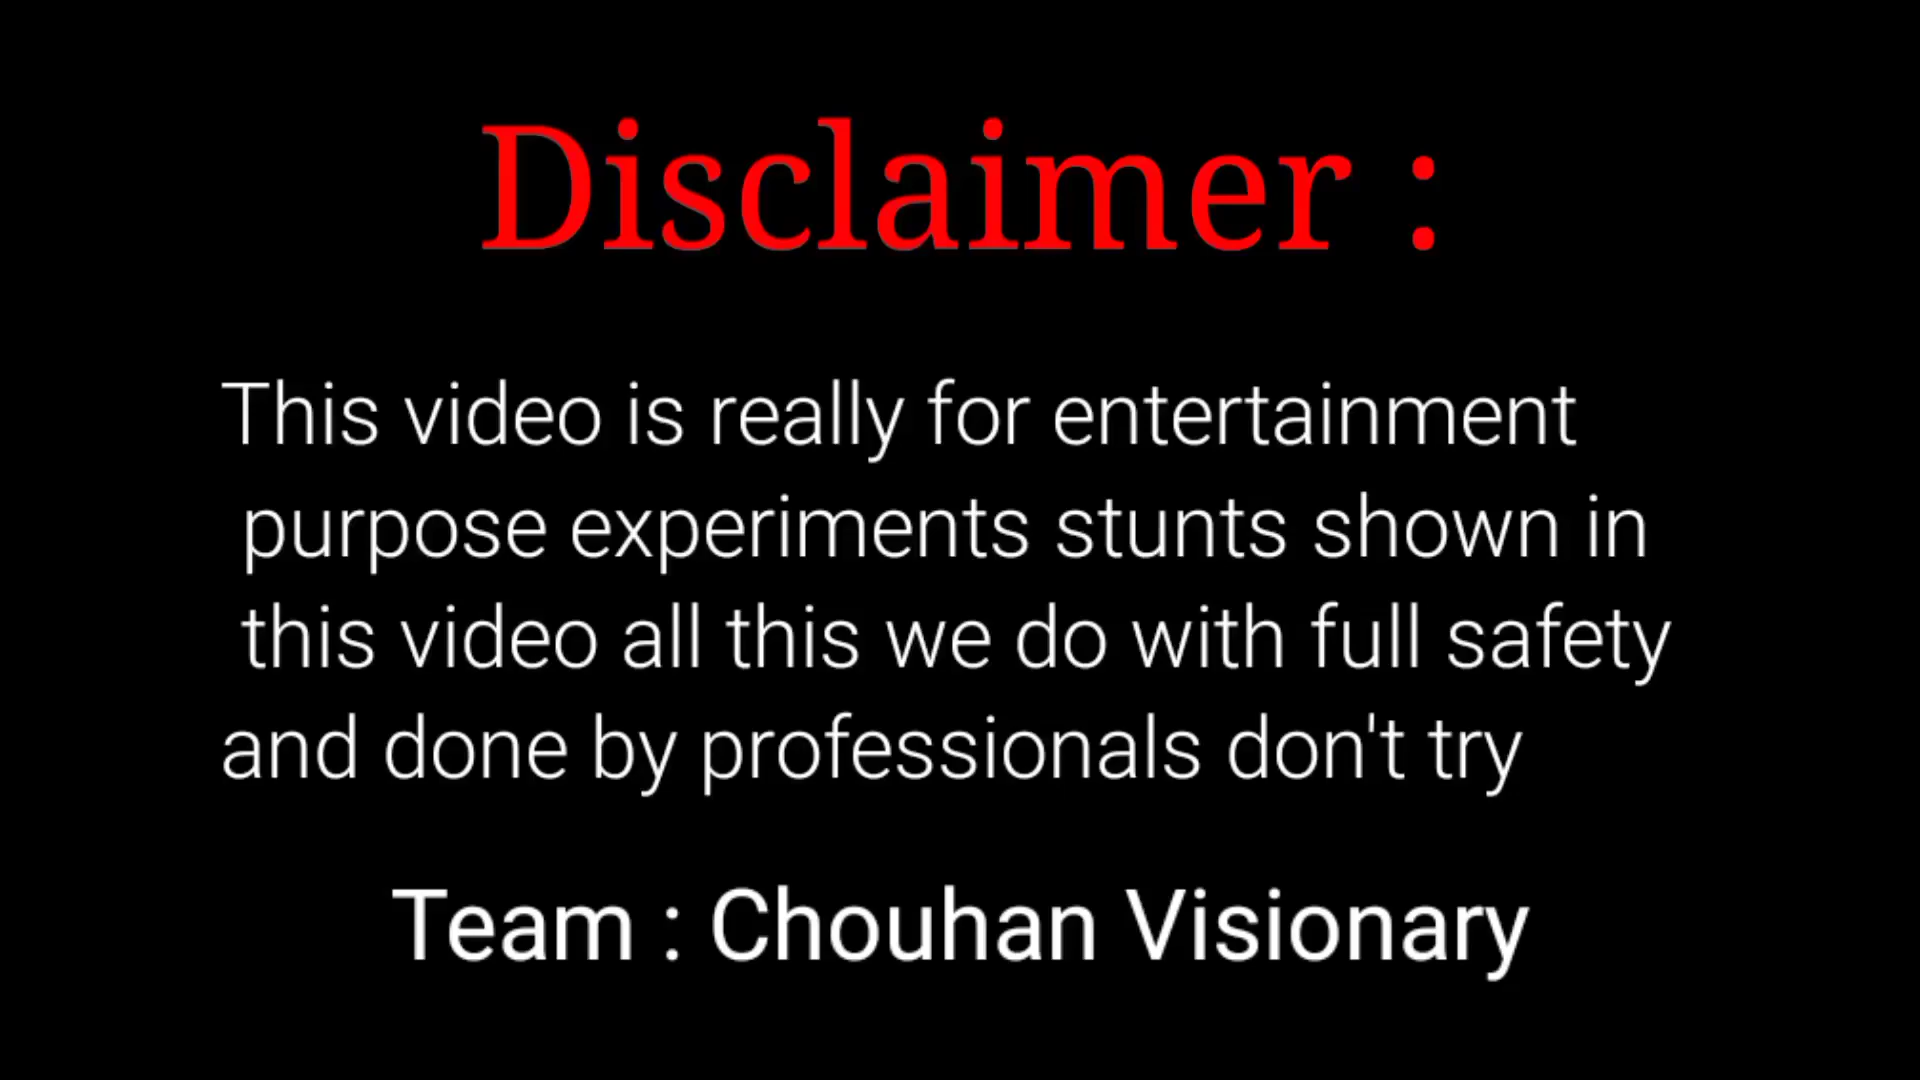 Disclaimer :
This video is really for entertainment
purpose experiments stunts shown in
this video all this we do with full safety
and done by professionals don't try
Team : Chouhan Visionary